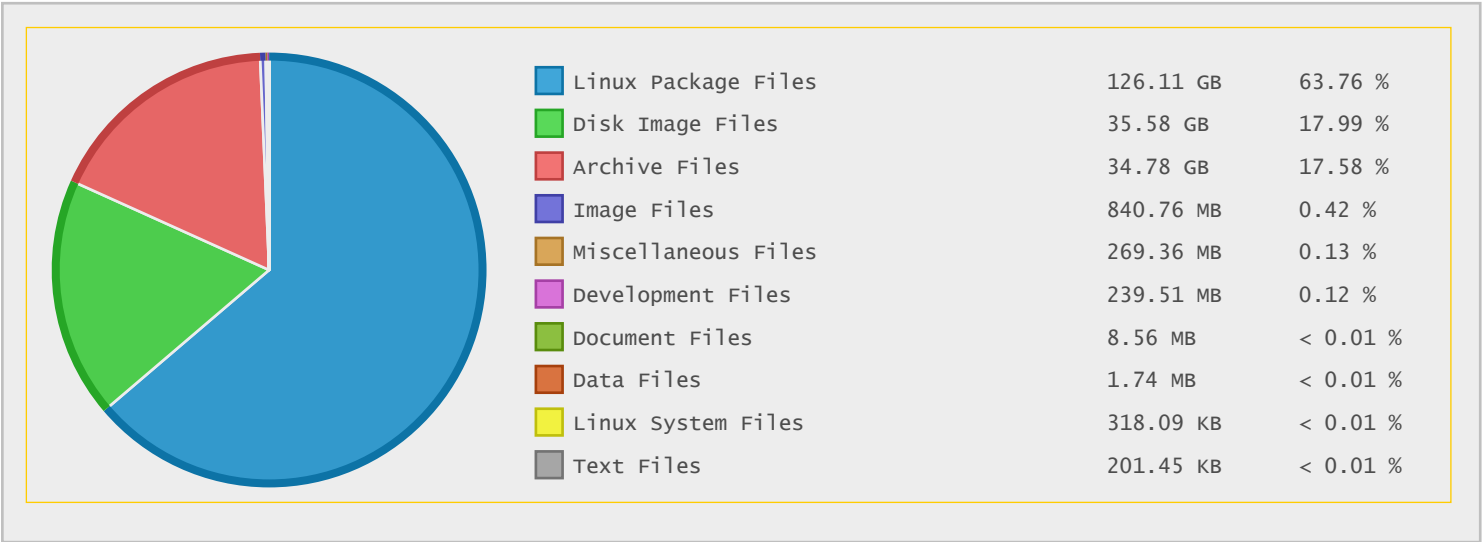 Linux Package Files 126.11 GB 63.76 %
Disk Image Files 35.58 GB 17.99 %
Archive Files 34.78 GB 17.58 %
Image Files 840.76 MB 0.42 %
Miscellaneous Files 269.36 MB 0.13 %
Development Files 239.51 MB 0.12 %
Document Files 8.56 MB < 0.01 %
Data Files 1.74 MB < 0.01 %
Linux System Files 318.09 KB < 0.01 %
Text Files 201.45 KB < 0.01 %